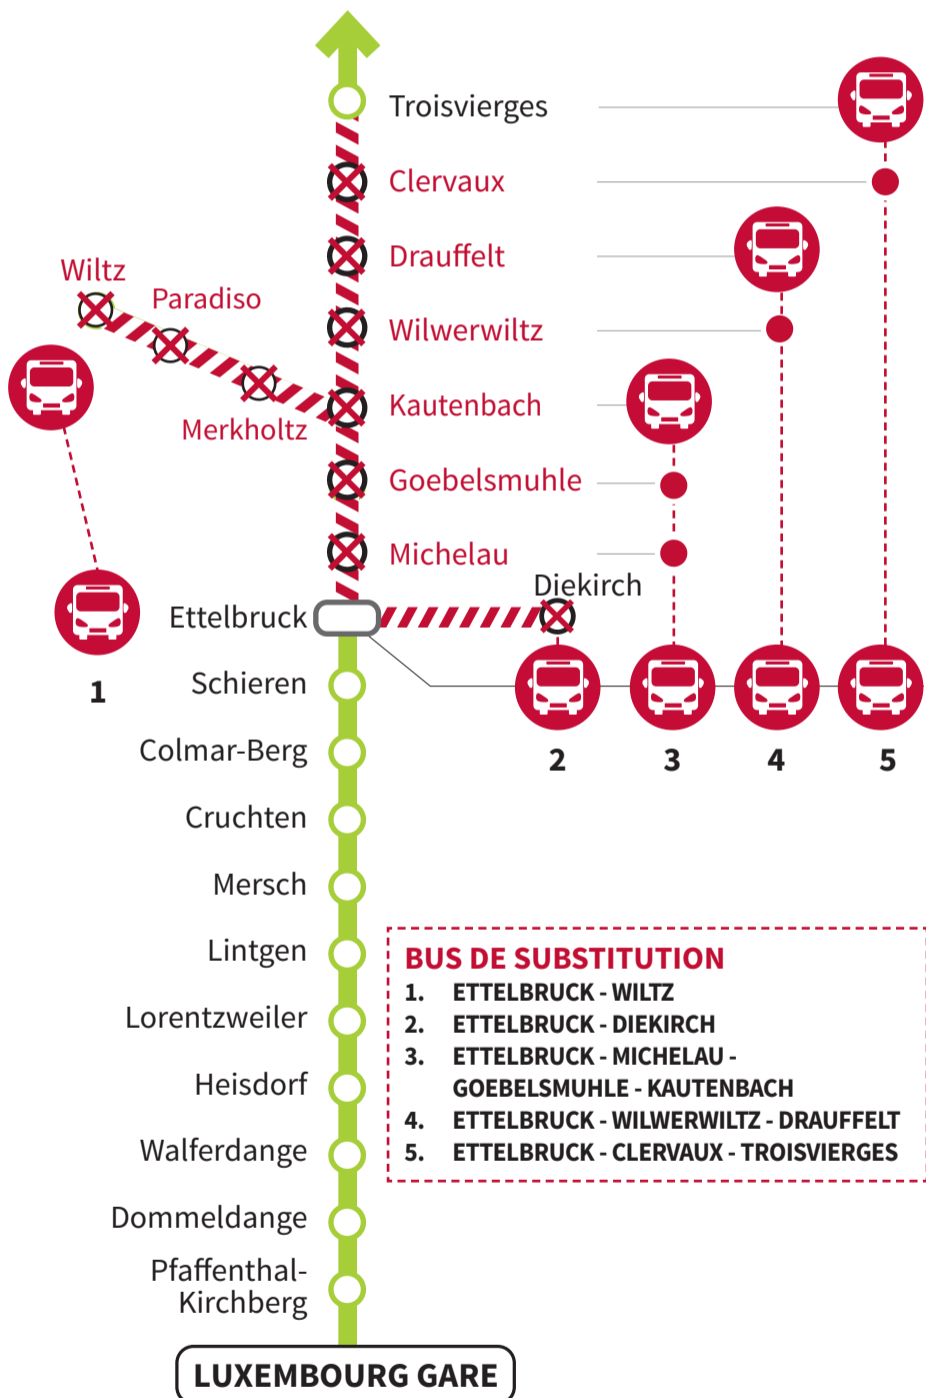 Troisvierges
Clervaux
Drauffelt
Wiltz
Paradiso
Wilwerwiltz
Kautenbach
Merkholtz
Goebelsmuhle
Michelau
Diekirch
Ettelbruck
Schieren
1
Colmar-Berg
2
3
4
5
Cruchten
Mersch
Lintgen
Lorentzweiler
Heisdorf
Walferdange
Dommeldange
Pfaffenthal-
Kirchberg
LUXEMBOURG GARE
BUS DE SUBSTITUTION
1. ETTELBRUCK - WILTZ
2. ETTELBRUCK - DIEKIRCH
3. ETTELBRUCK - MICHELAU -
GOEBELSMUHLE - KAUTENBACH
4. ETTELBRUCK - WILWERWILTZ - DRAUFFELT
5. ETTELBRUCK - CLERVAUX - TROISVIERGES